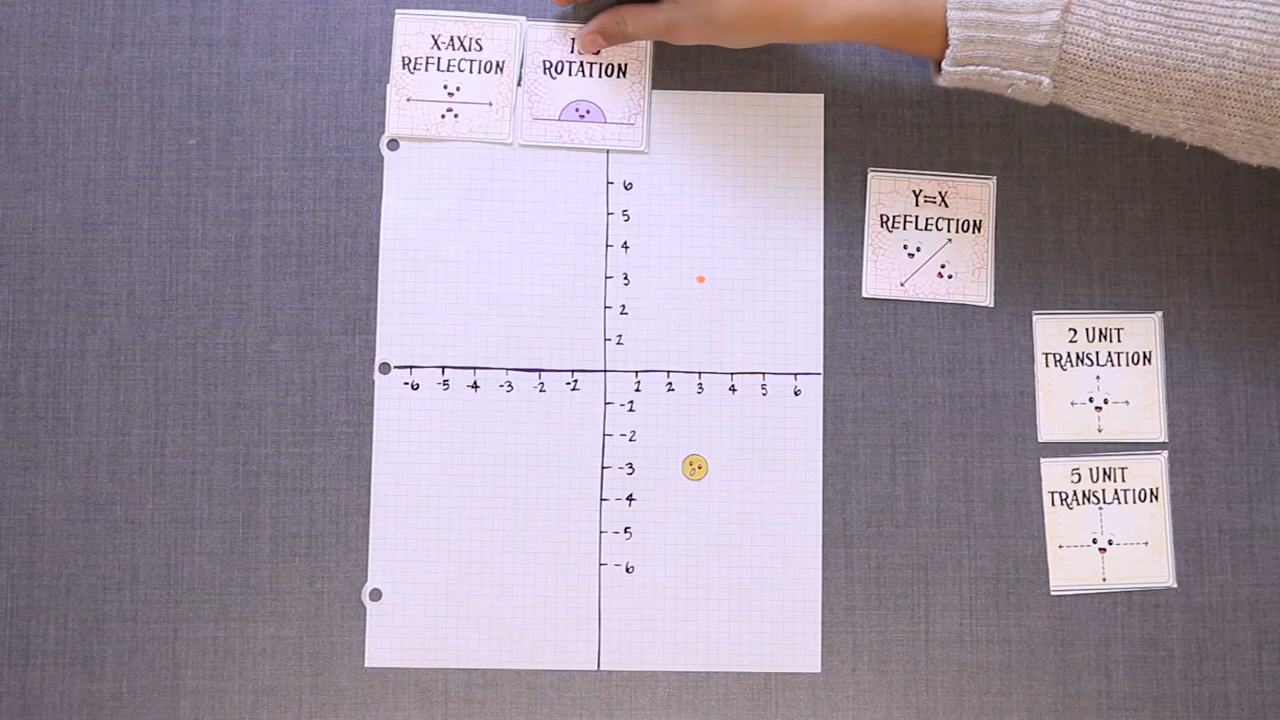 X-AXIS
REFLECTION
ROTATION
Y=X
REFLECTION
2 UNIT
TRANSLATION
5 UNIT
TRANSLATION
6
5
4
3
2
1
-6 -5 -4 -3 -2 -1 1 2 3 4 5 6
-1
-2
-3
-4
-5
-6